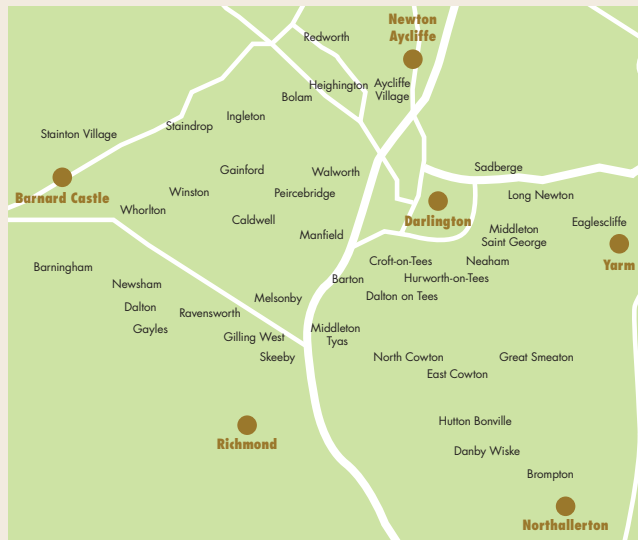 Newton
Aycliffe
Redworth
Heighington
Aycliffe
Village
Bolam
Ingleton
Staindrop
Stainton Village
Sadberge
Gainford
Walworth
Barnard Castle
Winston
Peircebridge
Long Newton
Whorlton
Caldwell
Darlington
Eaglescliffe
Manfield
Middleton
Saint George
Yarm
Barningham
Croft-on-Tees
Neaham
Newsham
Barton
Hurworth-on-Tees
Dalton
Melsonby
Dalton on Tees
Ravensworth
Gayles
Gilling West
Middleton
Tyas
Skeeby
North Cowton
Great Smeaton
East Cowton
Hutton Bonville
Richmond
Danby Wiske
Brompton
Northallerton